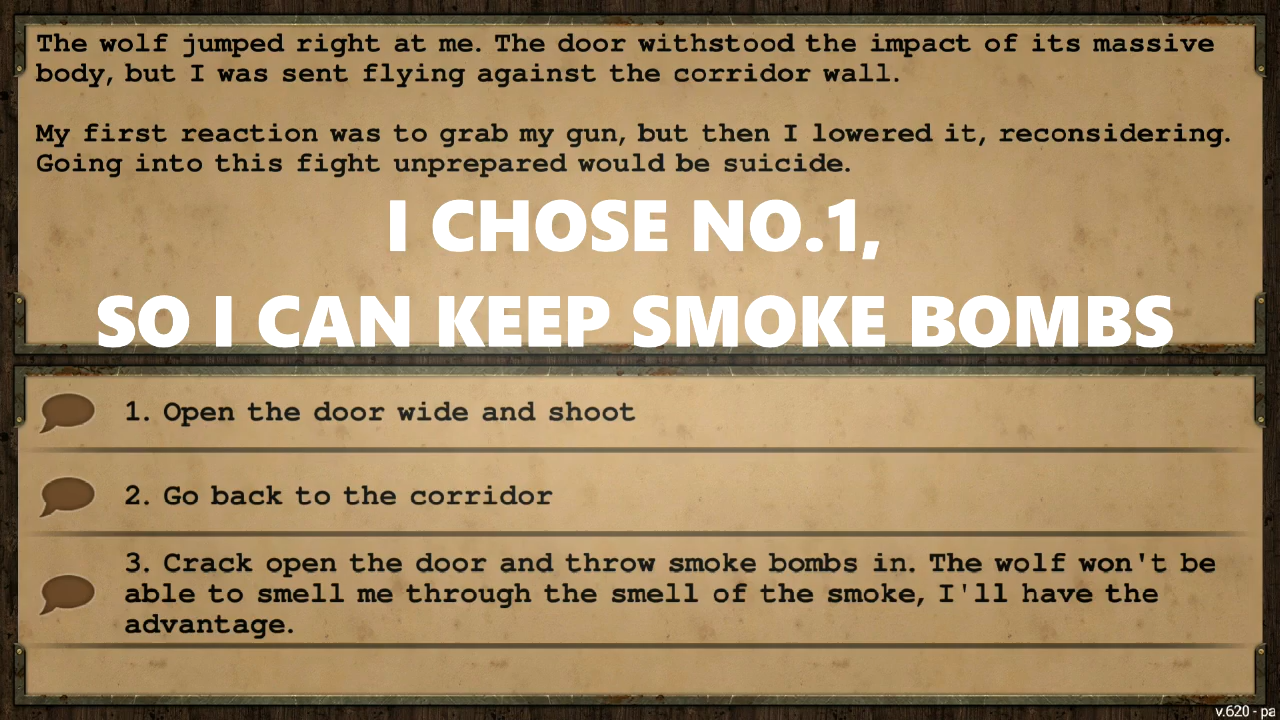 The wolf jumped right at me. The door withstood the impact of its massive
body, but I was sent flying against the corridor wall.
My first reaction was to grab my gun, but then I lowered it, reconsidering.
Going into this fight unprepared would be suicide.
I CHOSE NO.1,
SO I CAN KEEP SMOKE BOMBS
1. Open the door wide and shoot
2. Go back to the corridor
3. Crack open the door and throw smoke bombs in. The wolf won't be
able to smell me through the smell of the smoke, I'll have the
advantage.
v.620 - pa